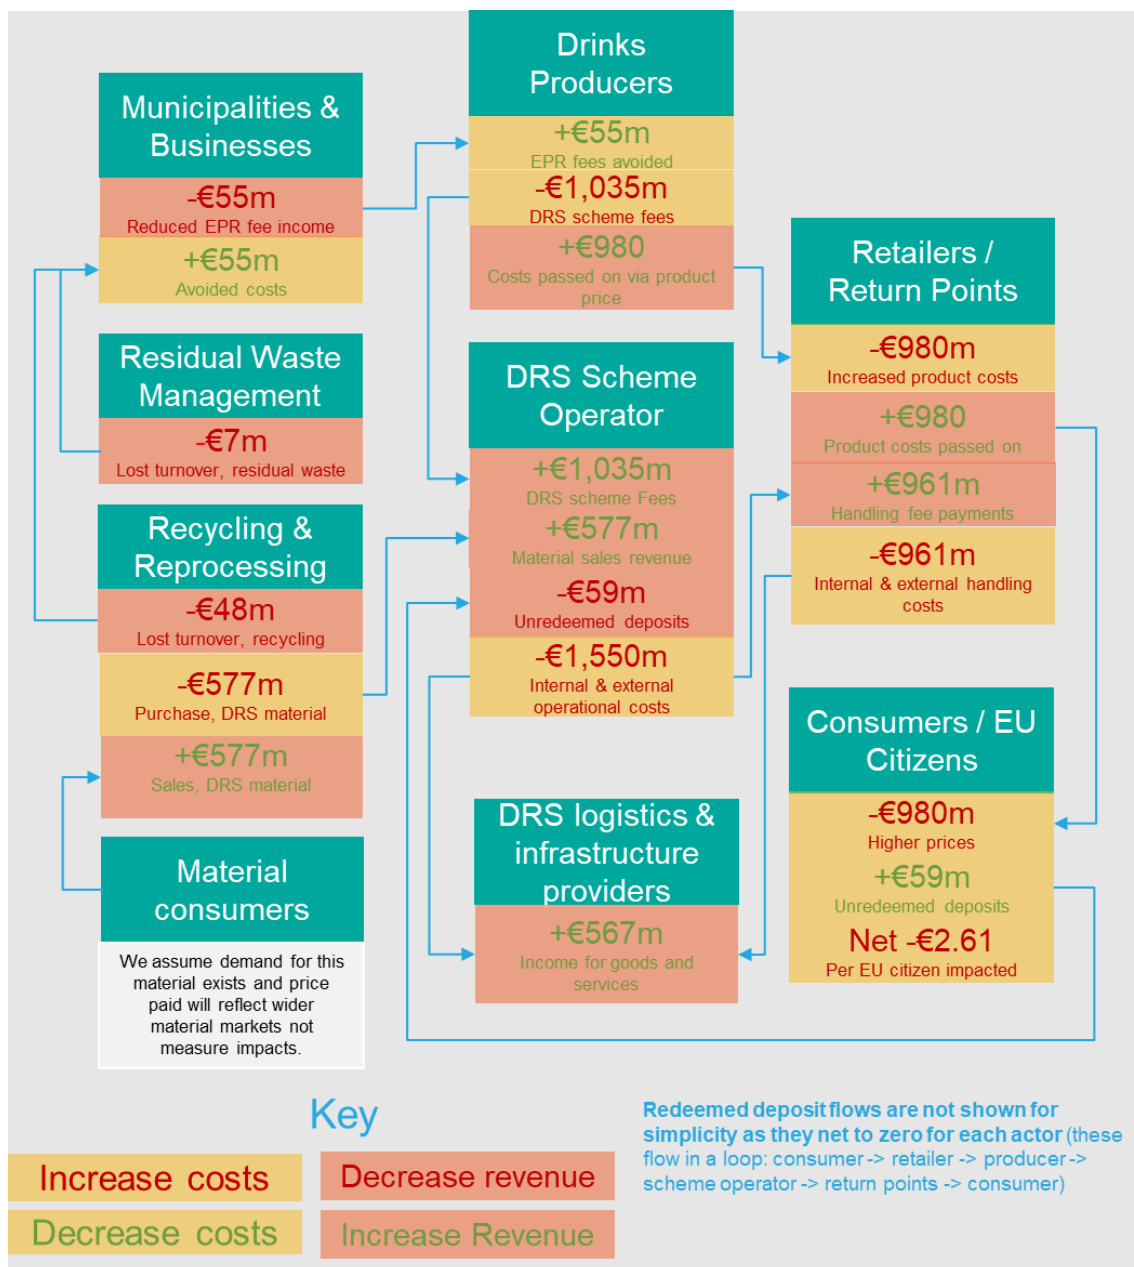 Municipalities &
Businesses
-€55m
Reduced EPR fee income
+€55m
Avoided costs
Residual Waste
Management
-€7m
Lost turnover, residual waste
Recycling &
Reprocessing
-€48m
Lost turnover, recycling
-€577m
Purchase, DRS material
+€577m
Sales, DRS material
Material
consumers
We assume demand for this
material exists and price
paid will reflect wider
material markets not
measure impacts.
Drinks
Producers
+€55m
EPR fees avoided
-€1,035m
DRS scheme fees
+€980
Costs passed on via product
price
DRS Scheme
Operator
+€1,035m
DRS scheme Fees
+€577m
Material sales revenue
-€59m
Unredeemed deposits
-€1,550m
Internal & external
operational costs
DRS logistics &
infrastructure
providers
+€567m
Income for goods and
services
Retailers /
Return Points
-€980m
Increased product costs
+€980
Product costs passed on
+€961m
Handling fee payments
-€961m
Internal & external handling
costs
Consumers / EU
Citizens
-€980m
Higher prices
+€59m
Unredeemed deposits
Net -€2.61
Per EU citizen impacted
Key
Increase costs
Decrease revenue
Decrease costs
Increase Revenue
Redeemed deposit flows are not shown for
simplicity as they net to zero for each actor (these
flow in a loop: consumer -> retailer -> producer->
scheme operator -> return points -> consumer)